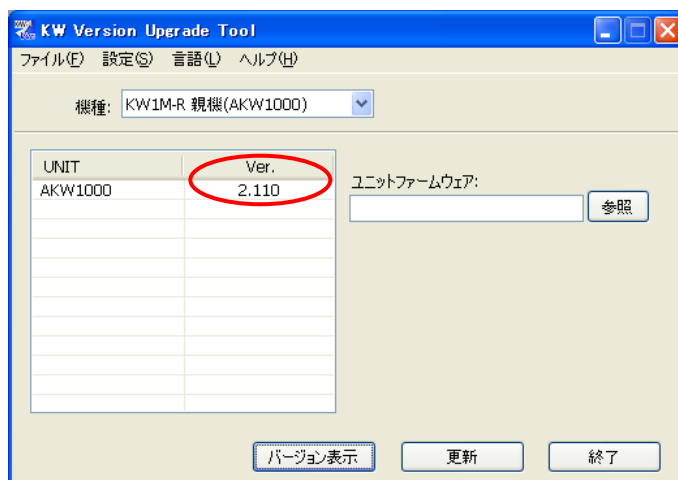 KW Version Upgrade Tool
ファイル(F) 設定(S) 言語(L) ヘルプ(H)
機種: KW1M-R 親機(AKW1000)
UNIT Ver.
AKW1000 2.110
ユニットファームウェア:
参照
バージョン表示 更新 終了